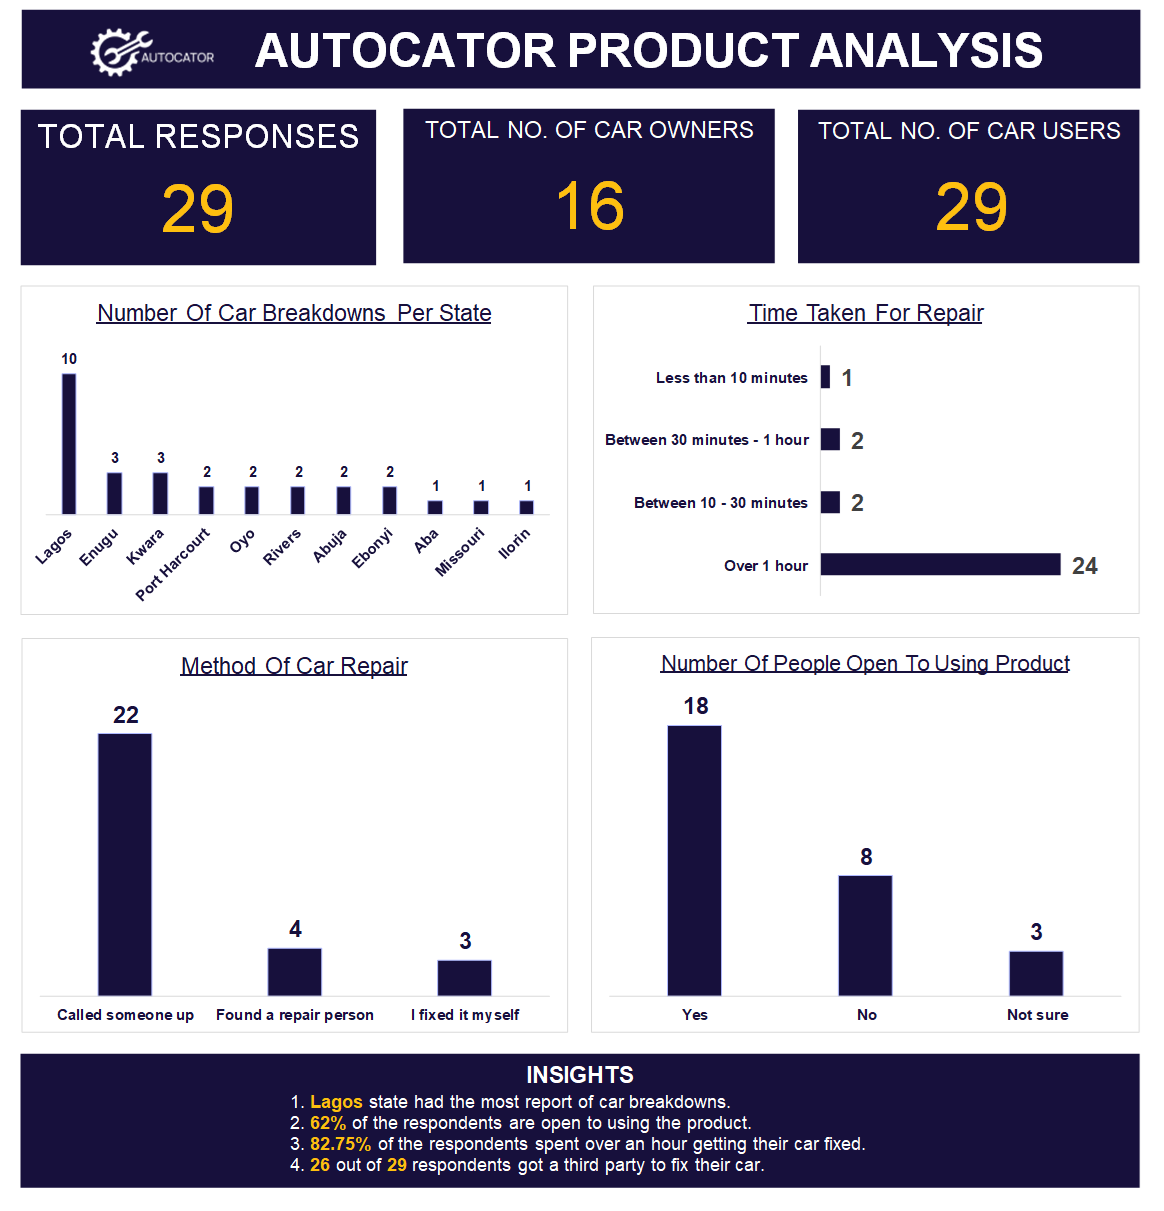 AUTOCATOR
AUTOCATOR PRODUCT ANALYSIS
TOTAL RESPONSES
29
TOTAL NO. OF CAR OWNERS
16
TOTAL NO. OF CAR USERS
29
Number Of Car Breakdowns Per State
10
3
3
2
2
2
2
2
1
1
1
Lagos
Enugu
Kwara
Port Harcourt
Oyo
Rivers
Abuja
Ebonyi
Aba
Missouri
Ilorin
Time Taken For Repair
Less than 10 minutes 1
Between 30 minutes - 1 hour 2
Between 10 - 30 minutes 2
Over 1 hour 24
Method Of Car Repair
22
4
3
Called someone up
Found a repair person
I fixed it myself
Number Of People Open To Using Product
18
8
3
Yes
No
Not sure
INSIGHTS
1. Lagos state had the most report of car breakdowns.
2. 62% of the respondents are open to using the product.
3. 82.75% of the respondents spent over an hour getting their car fixed.
4. 26 out of 29 respondents got a third party to fix their car.